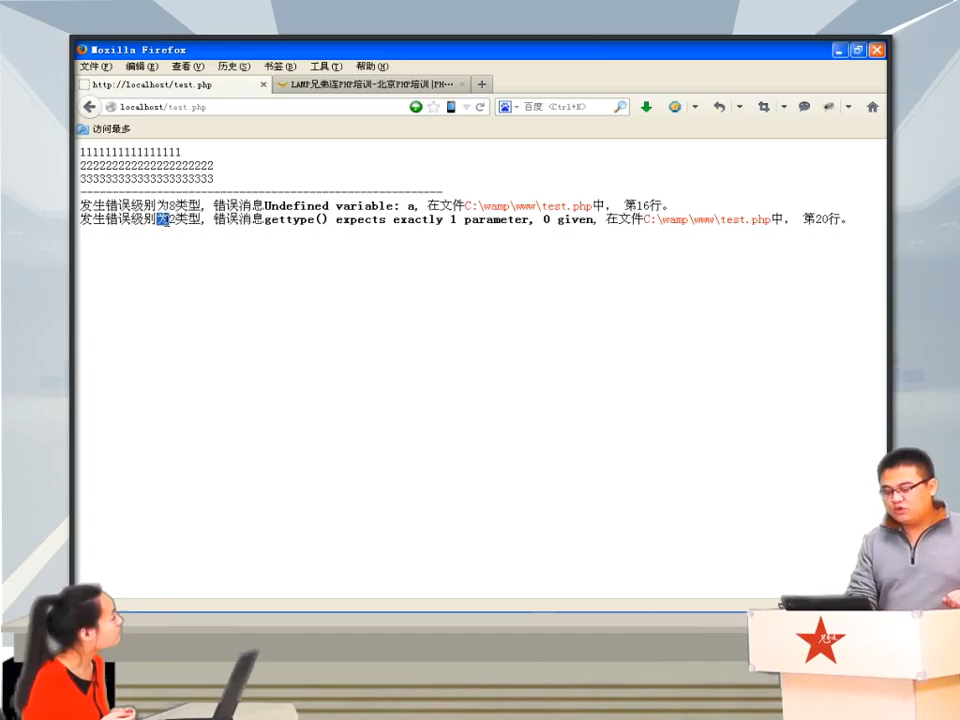 Mozilla Firefox
文件(F) 编辑(E) 查看(V) 历史(S) 书签(B) 工具(T) 帮助(H)
http://localhost/test.php × LAMP兄弟连PHP培训-北京PHP培训|PH... × +
localhost/test.php 百度 <Ctrl+K>
访问最多
1111111111111111
222222222222222222222
333333333333333333333
---------------------------------------------------------
发生错误级别为8类型, 错误消息Undefined variable: a, 在文件C:\wamp\www\test.php中, 第16行。
发生错误级别为2类型, 错误消息gettype() expects exactly 1 parameter, 0 given, 在文件C:\wamp\www\test.php中, 第20行。